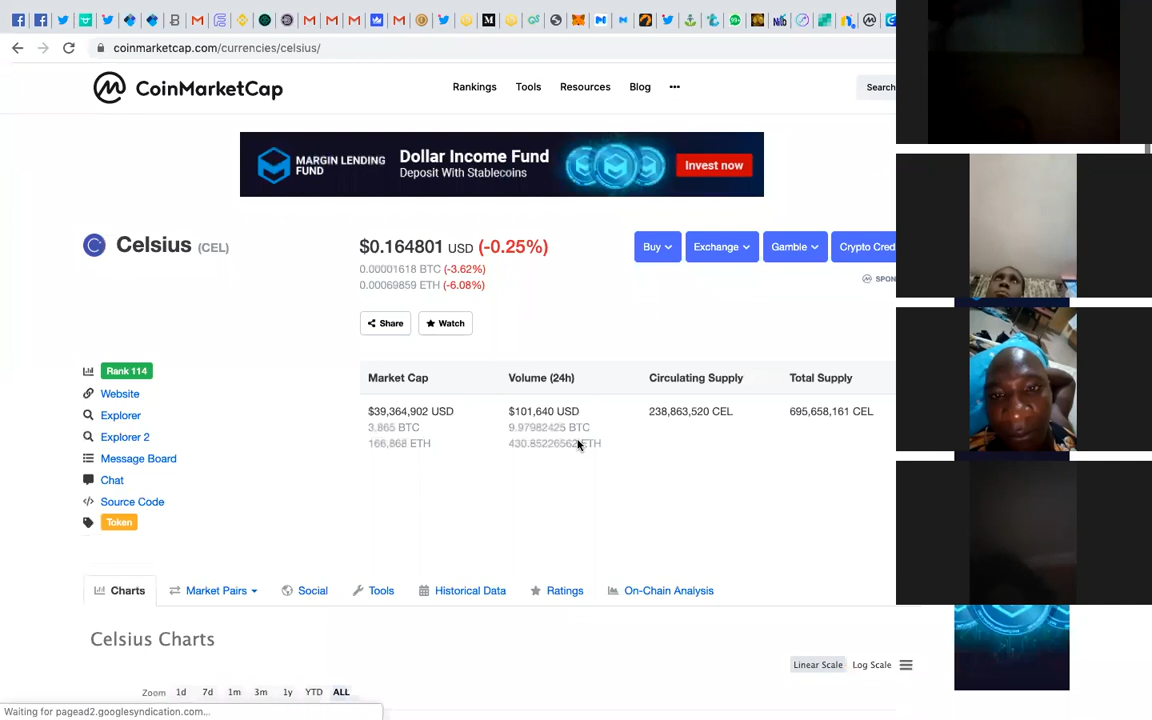 coinmarketcap.com/currencies/celsius/
CoinMarketCap
Rankings Tools Resources Blog Search
MARGIN LENDING FUND
Dollar Income Fund
Deposit With Stablecoins
Invest now
Celsius (CEL)
$0.164801 USD (-0.25%)
0.00001618 BTC (-3.62%)
0.00069859 ETH (-6.08%)
Buy Exchange Gamble Crypto Cred
SPON
Share Watch
Rank 114
Website
Explorer
Explorer 2
Message Board
Chat
Source Code
Token
Market Cap Volume (24h) Circulating Supply Total Supply
$39,364,902 USD $101,640 USD 238,863,520 CEL 695,658,161 CEL
3,865 BTC 9.97982425 BTC
166,868 ETH 430.85226562 ETH
Charts Market Pairs Social Tools Historical Data Ratings On-Chain Analysis
Celsius Charts
Linear Scale Log Scale
Zoom 1d 7d 1m 3m 1y YTD ALL
Waiting for pagead2.googlesyndication.com...